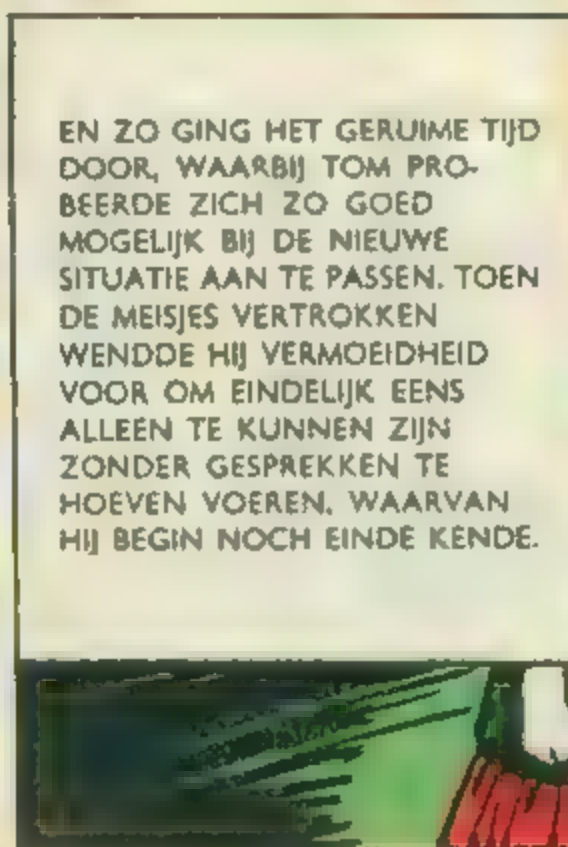 EN ZO GING HET GERUIME TIJD
DOOR, WAARBIJ TOM PRO-
BEERDE ZICH ZO GOED
MOGELIJK BIJ DE NIEUWE
SITUATIE AAN TE PASSEN. TOEN
DE MEISJES VERTROKKEN
WENDDE HIJ VERMOEIDHEID
VOOR OM EINDELIJK EENS
ALLEEN TE KUNNEN ZIJN
ZONDER GESPREKKEN TE
HOEVEN VOEREN, WAARVAN
HIJ BEGIN NOCH EINDE KENDE.